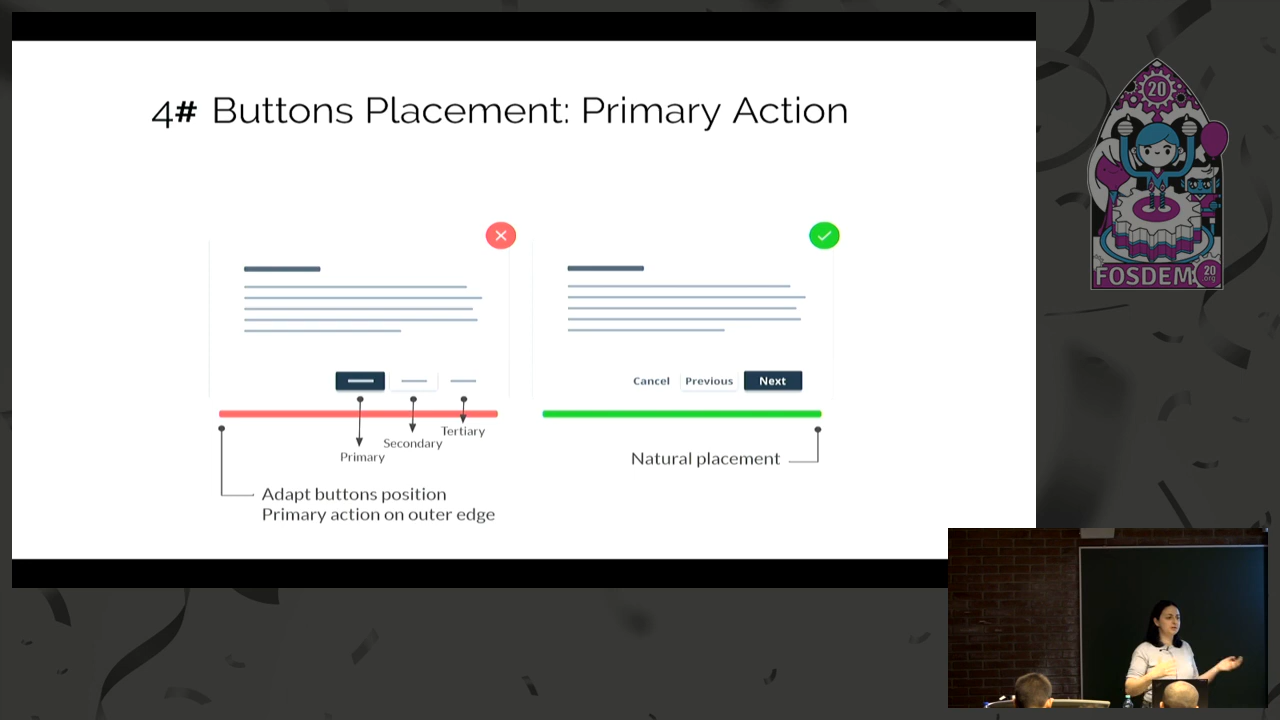 4# Buttons Placement: Primary Action
Cancel Previous Next
Tertiary
Secondary
Primary
Natural placement
Adapt buttons position
Primary action on outer edge
20
FOSDEM
20
.org